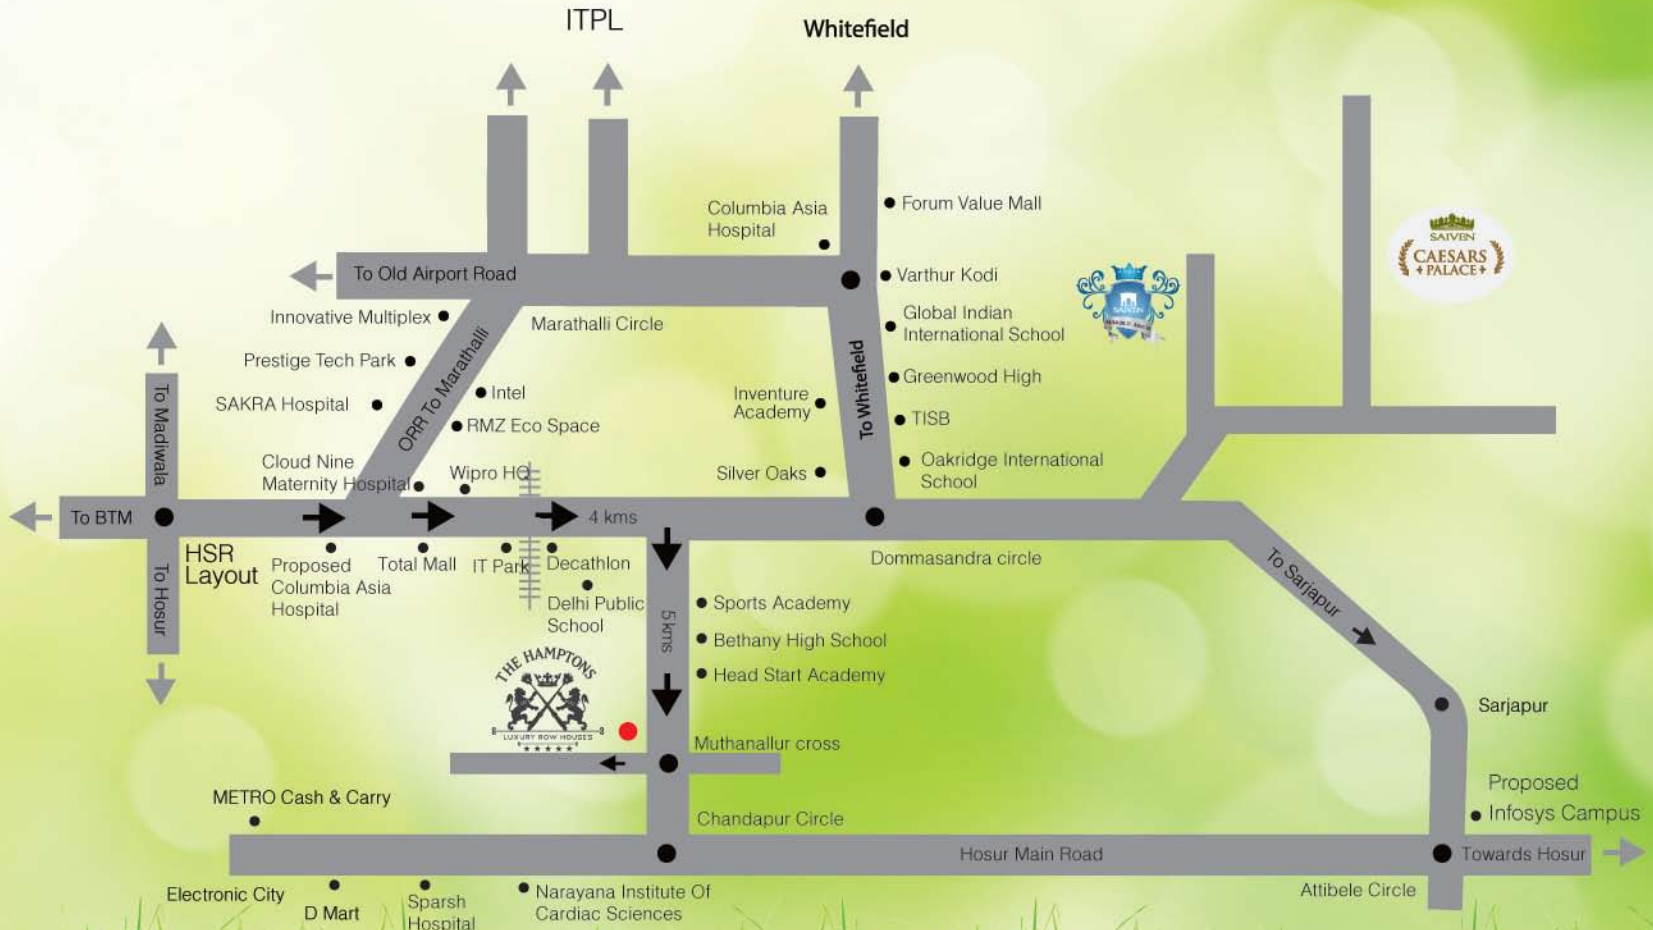 ITPL
Whitefield
Columbia Asia
Hospital
Forum Value Mall
SAIVEN
CAESARS
PALACE
To Old Airport Road
Varthur Kodi
Innovative Multiplex
Marathalli Circle
Global Indian
International School
SAIVEN
Prestige Tech Park
ORR To Marathalli
To Whitefield
Greenwood High
To Madiwala
SAKRA Hospital
Intel
RMZ Eco Space
Inventure
Academy
TISB
Cloud Nine
Maternity Hospital
Wipro HQ
Silver Oaks
Oakridge International
School
To BTM
4 kms
HSR
Layout
To Hosur
Proposed
Columbia Asia
Hospital
Total Mall
IT Park
Decathlon
Delhi Public
School
Dommasandra circle
To Sarjapur
5 kms
Sports Academy
Bethany High School
Head Start Academy
THE HAMPTONS
LUXURY ROW HOUSES
Sarjapur
Muthanallur cross
METRO Cash & Carry
Chandapur Circle
Proposed
Infosys Campus
Hosur Main Road
Towards Hosur
Electronic City
D Mart
Sparsh
Hospital
Narayana Institute Of
Cardiac Sciences
Attibele Circle